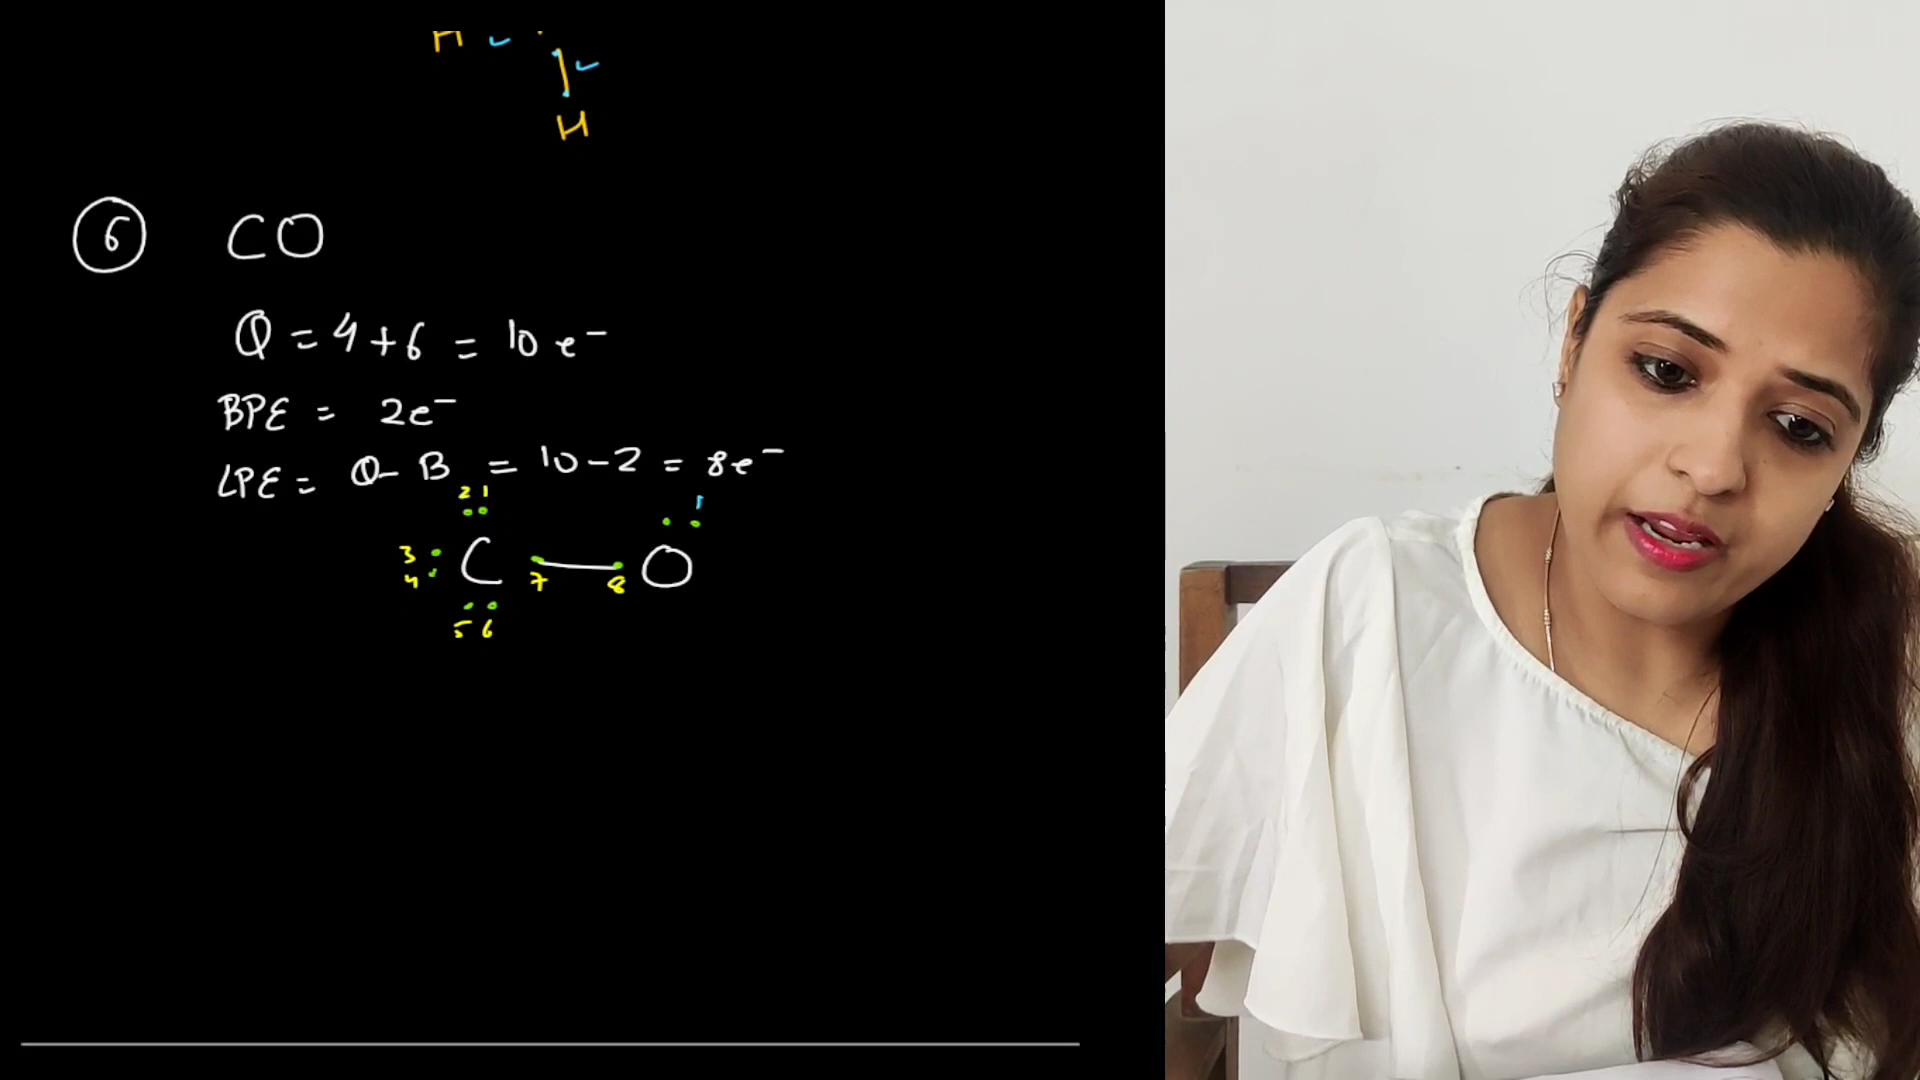 H
H
6 CO
Q = 4+6 = 10 e⁻
BPE = 2e⁻
LPE = Q- B = 10-2 = 8e⁻
2 1 1
3 C 7 8 O
4
5 6